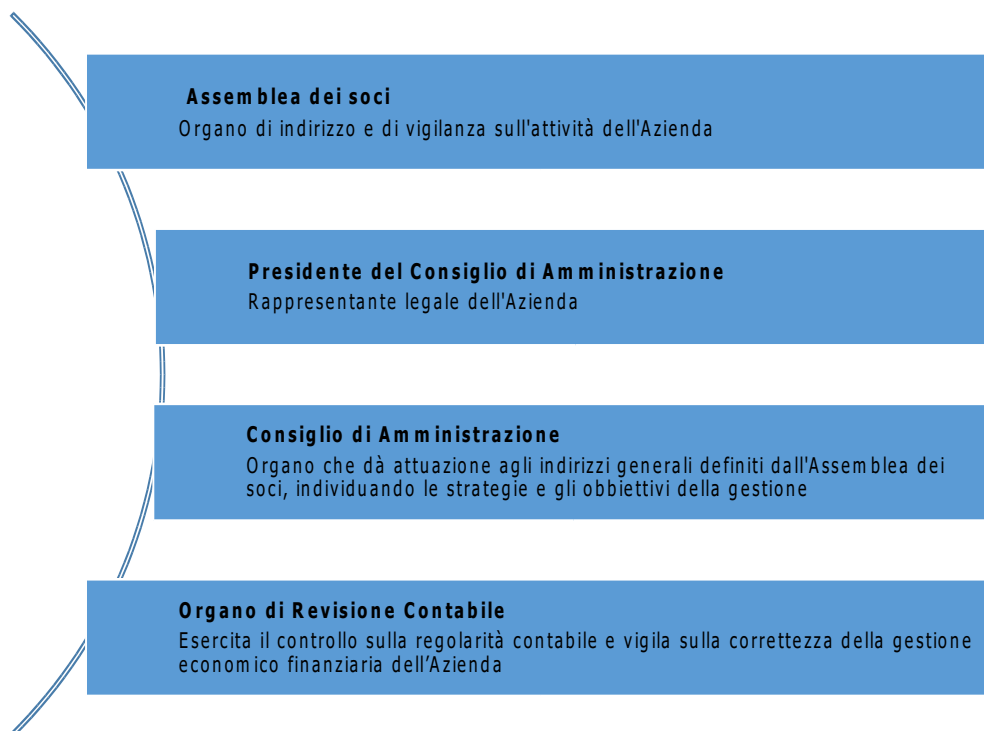 Assemblea dei soci
Organo di indirizzo e di vigilanza sull'attività dell'Azienda
Presidente del Consiglio di Amministrazione
Rappresentante legale dell'Azienda
Consiglio di Amministrazione
Organo che dà attuazione agli indirizzi generali definiti dall'Assemblea dei
soci, individuando le strategie e gli obbiettivi della gestione
Organo di Revisione Contabile
Esercita il controllo sulla regolarità contabile e vigila sulla correttezza della gestione
economico finanziaria dell’Azienda